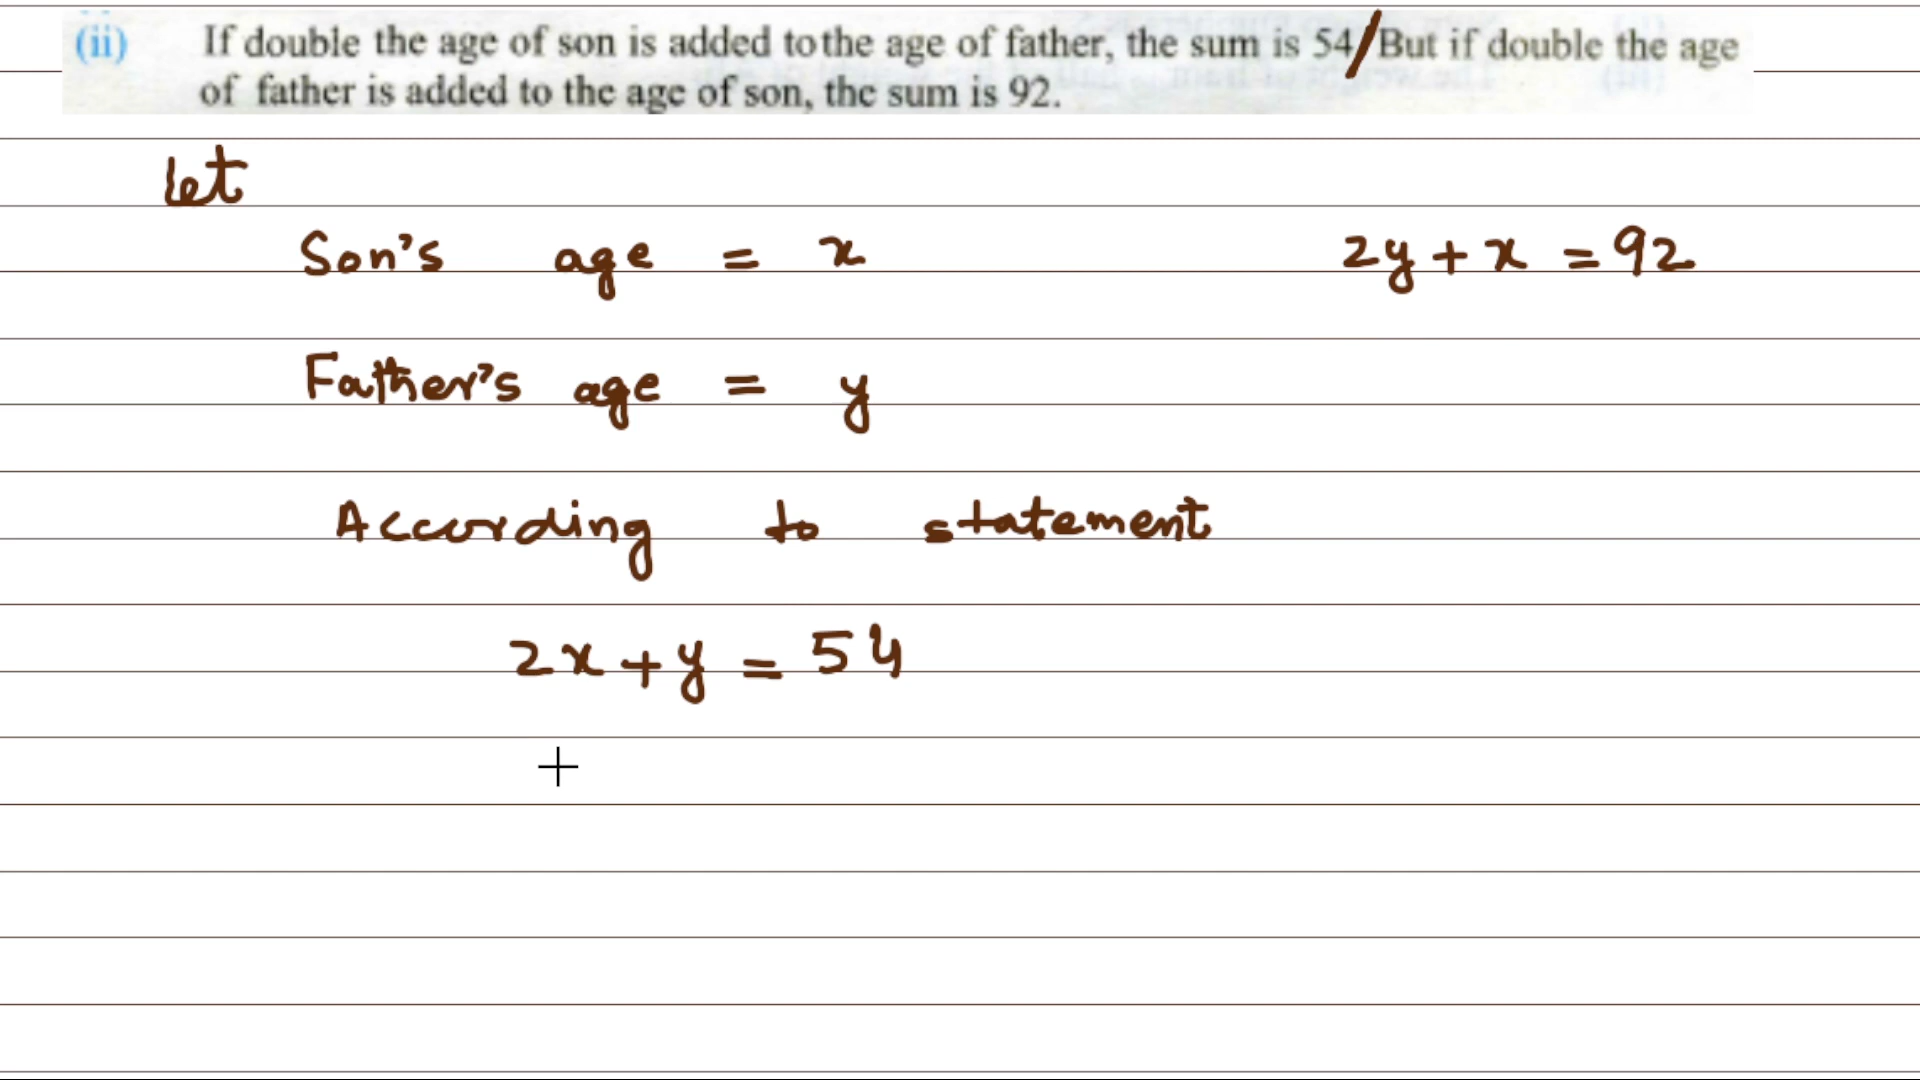 (ii) If double the age of son is added to the age of father, the sum is 54/But if double the age
of father is added to the age of son, the sum is 92.
Let
Son's age = x
2y + x = 92
Father's age = y
According to statement
2x + y = 54